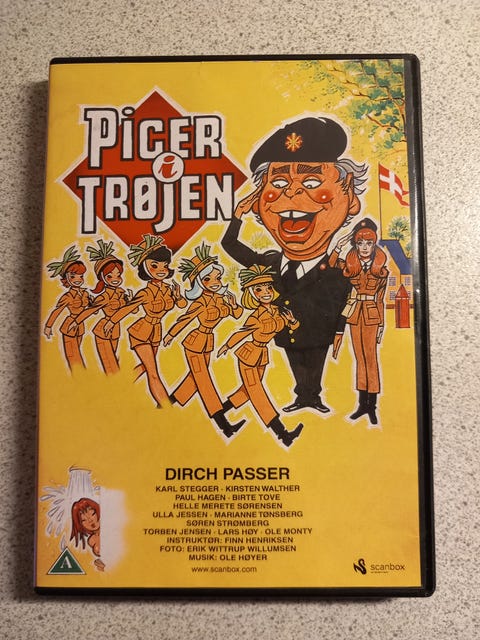 PIGER
i
TRØJEN
DIRCH PASSER
KARL STEGGER · KIRSTEN WALTHER
PAUL HAGEN · BIRTE TOVE
HELLE MERETE SØRENSEN
ULLA JESSEN · MARIANNE TØNSBERG
SØREN STRØMBERG
TORBEN JENSEN · LARS HØY · OLE MONTY
INSTRUKTØR: FINN HENRIKSEN
FOTO: ERIK WITTRUP WILLUMSEN
MUSIK: OLE HØYER
www.scanbox.com
A
scanbox